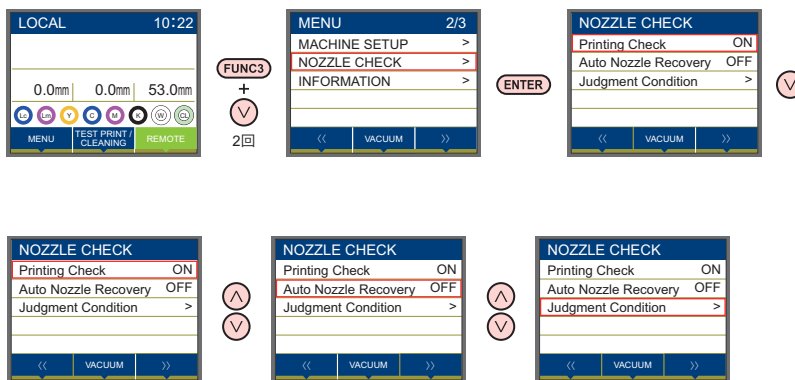 LOCAL 10:22
0.0mm 0.0mm 53.0mm
Lc Lm Y C M K W CL
MENU TEST PRINT / CLEANING REMOTE
FUNC3
+
2回
MENU 2/3
MACHINE SETUP >
NOZZLE CHECK >
INFORMATION >
VACUUM
ENTER
NOZZLE CHECK
Printing Check ON
Auto Nozzle Recovery OFF
Judgment Condition >
VACUUM
NOZZLE CHECK
Printing Check ON
Auto Nozzle Recovery OFF
Judgment Condition >
VACUUM
NOZZLE CHECK
Printing Check ON
Auto Nozzle Recovery OFF
Judgment Condition >
VACUUM
NOZZLE CHECK
Printing Check ON
Auto Nozzle Recovery OFF
Judgment Condition >
VACUUM